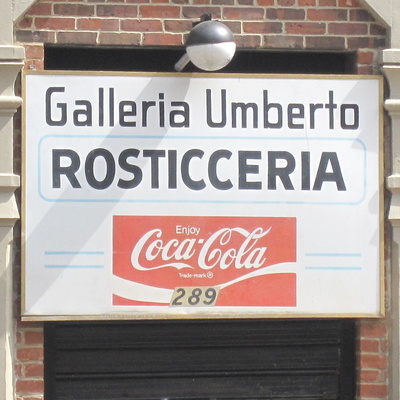 Galleria Umberto
ROSTICCERIA
Enjoy
Coca-Cola
Trade-mark®
289